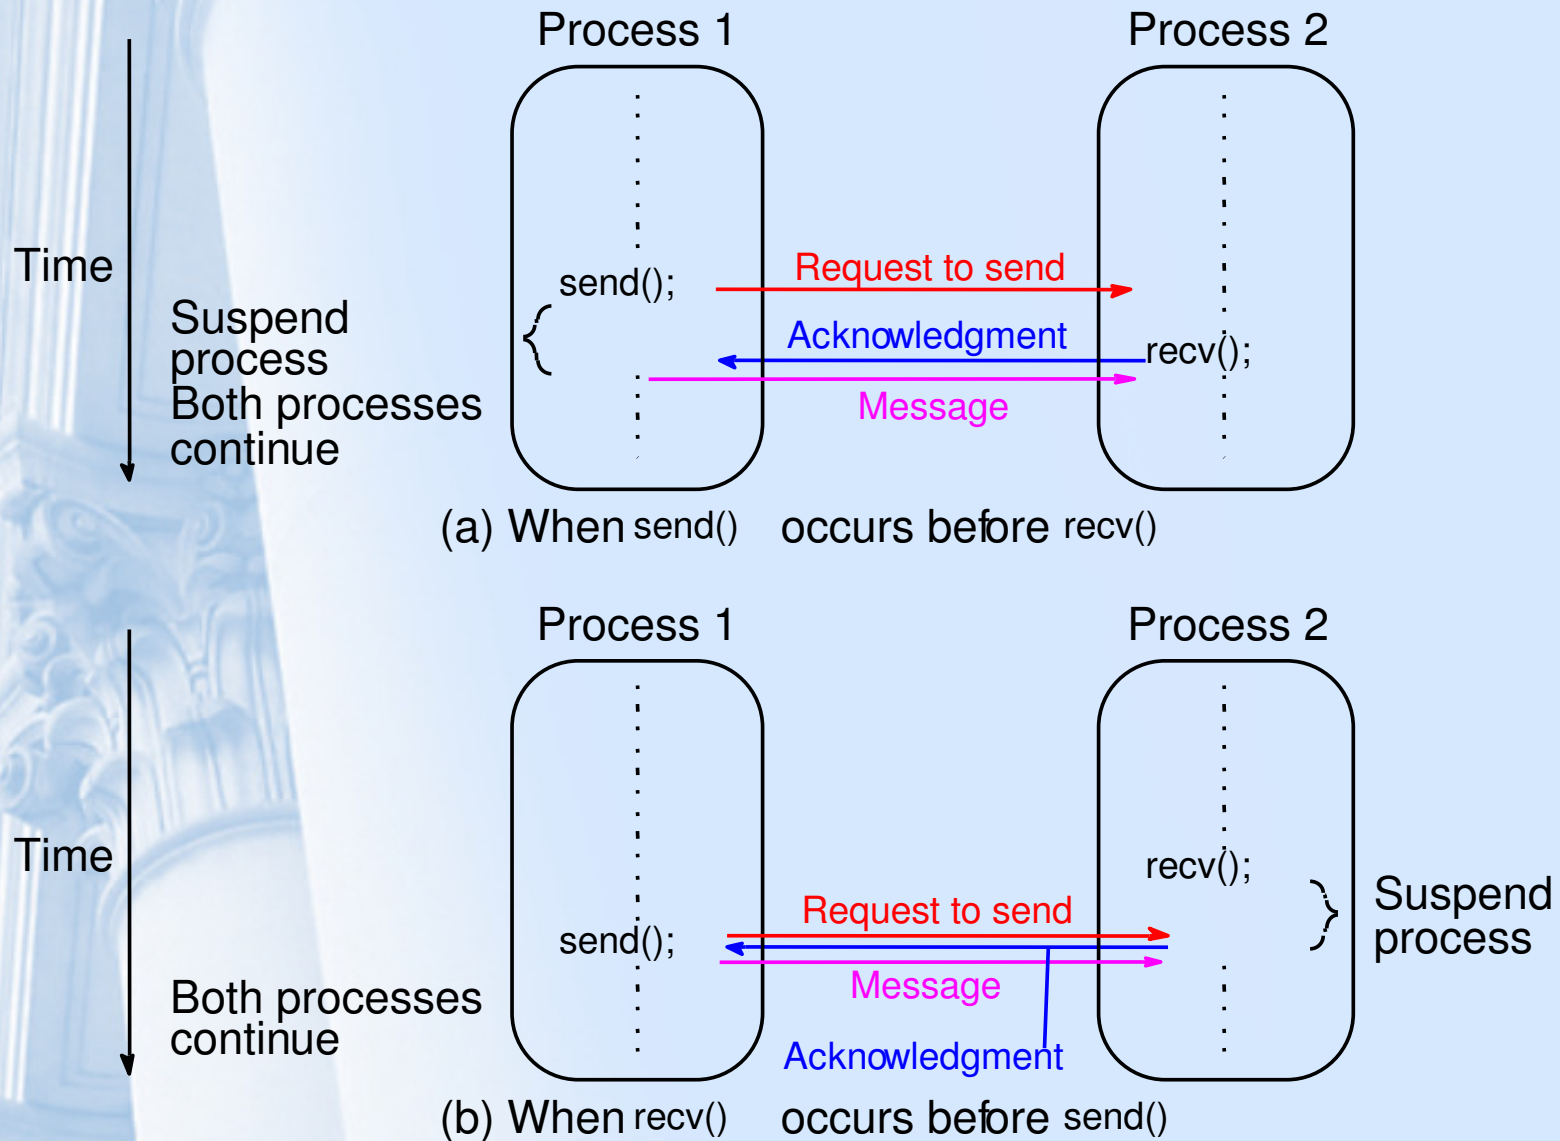 Process 1
Process 2
Time
send();
Request to send
Suspend
process
Acknowledgment
recv();
Both processes
continue
Message
(a) When send() occurs before recv()
Process 1
Process 2
Time
recv();
Request to send
send();
Suspend
process
Message
Both processes
continue
Acknowledgment
(b) When recv() occurs before send()